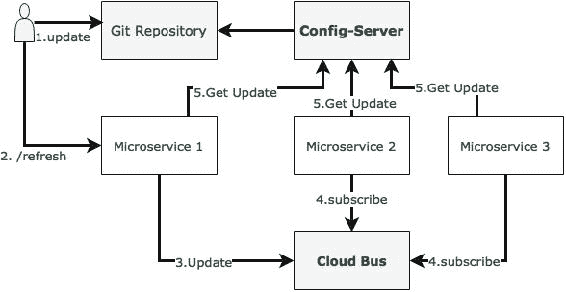 1.update
Git Repository
Config-Server
5.Get Update
5.Get Update
5.Get Update
2. /refresh
Microservice 1
Microservice 2
Microservice 3
4.subscribe
3.Update
Cloud Bus
4.subscribe